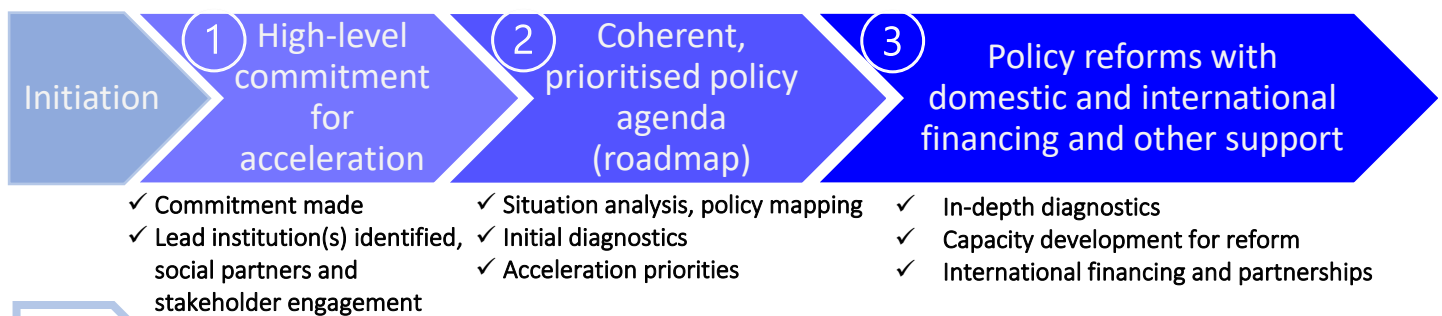 Initiation
1
High-level
commitment
for
acceleration
2
Coherent,
prioritised policy
agenda
(roadmap)
3
Policy reforms with
domestic and international
financing and other support
✓ Commitment made
✓ Lead institution(s) identified,
social partners and
stakeholder engagement
✓ Situation analysis, policy mapping
✓ Initial diagnostics
✓ Acceleration priorities
✓ In-depth diagnostics
✓ Capacity development for reform
✓ International financing and partnerships